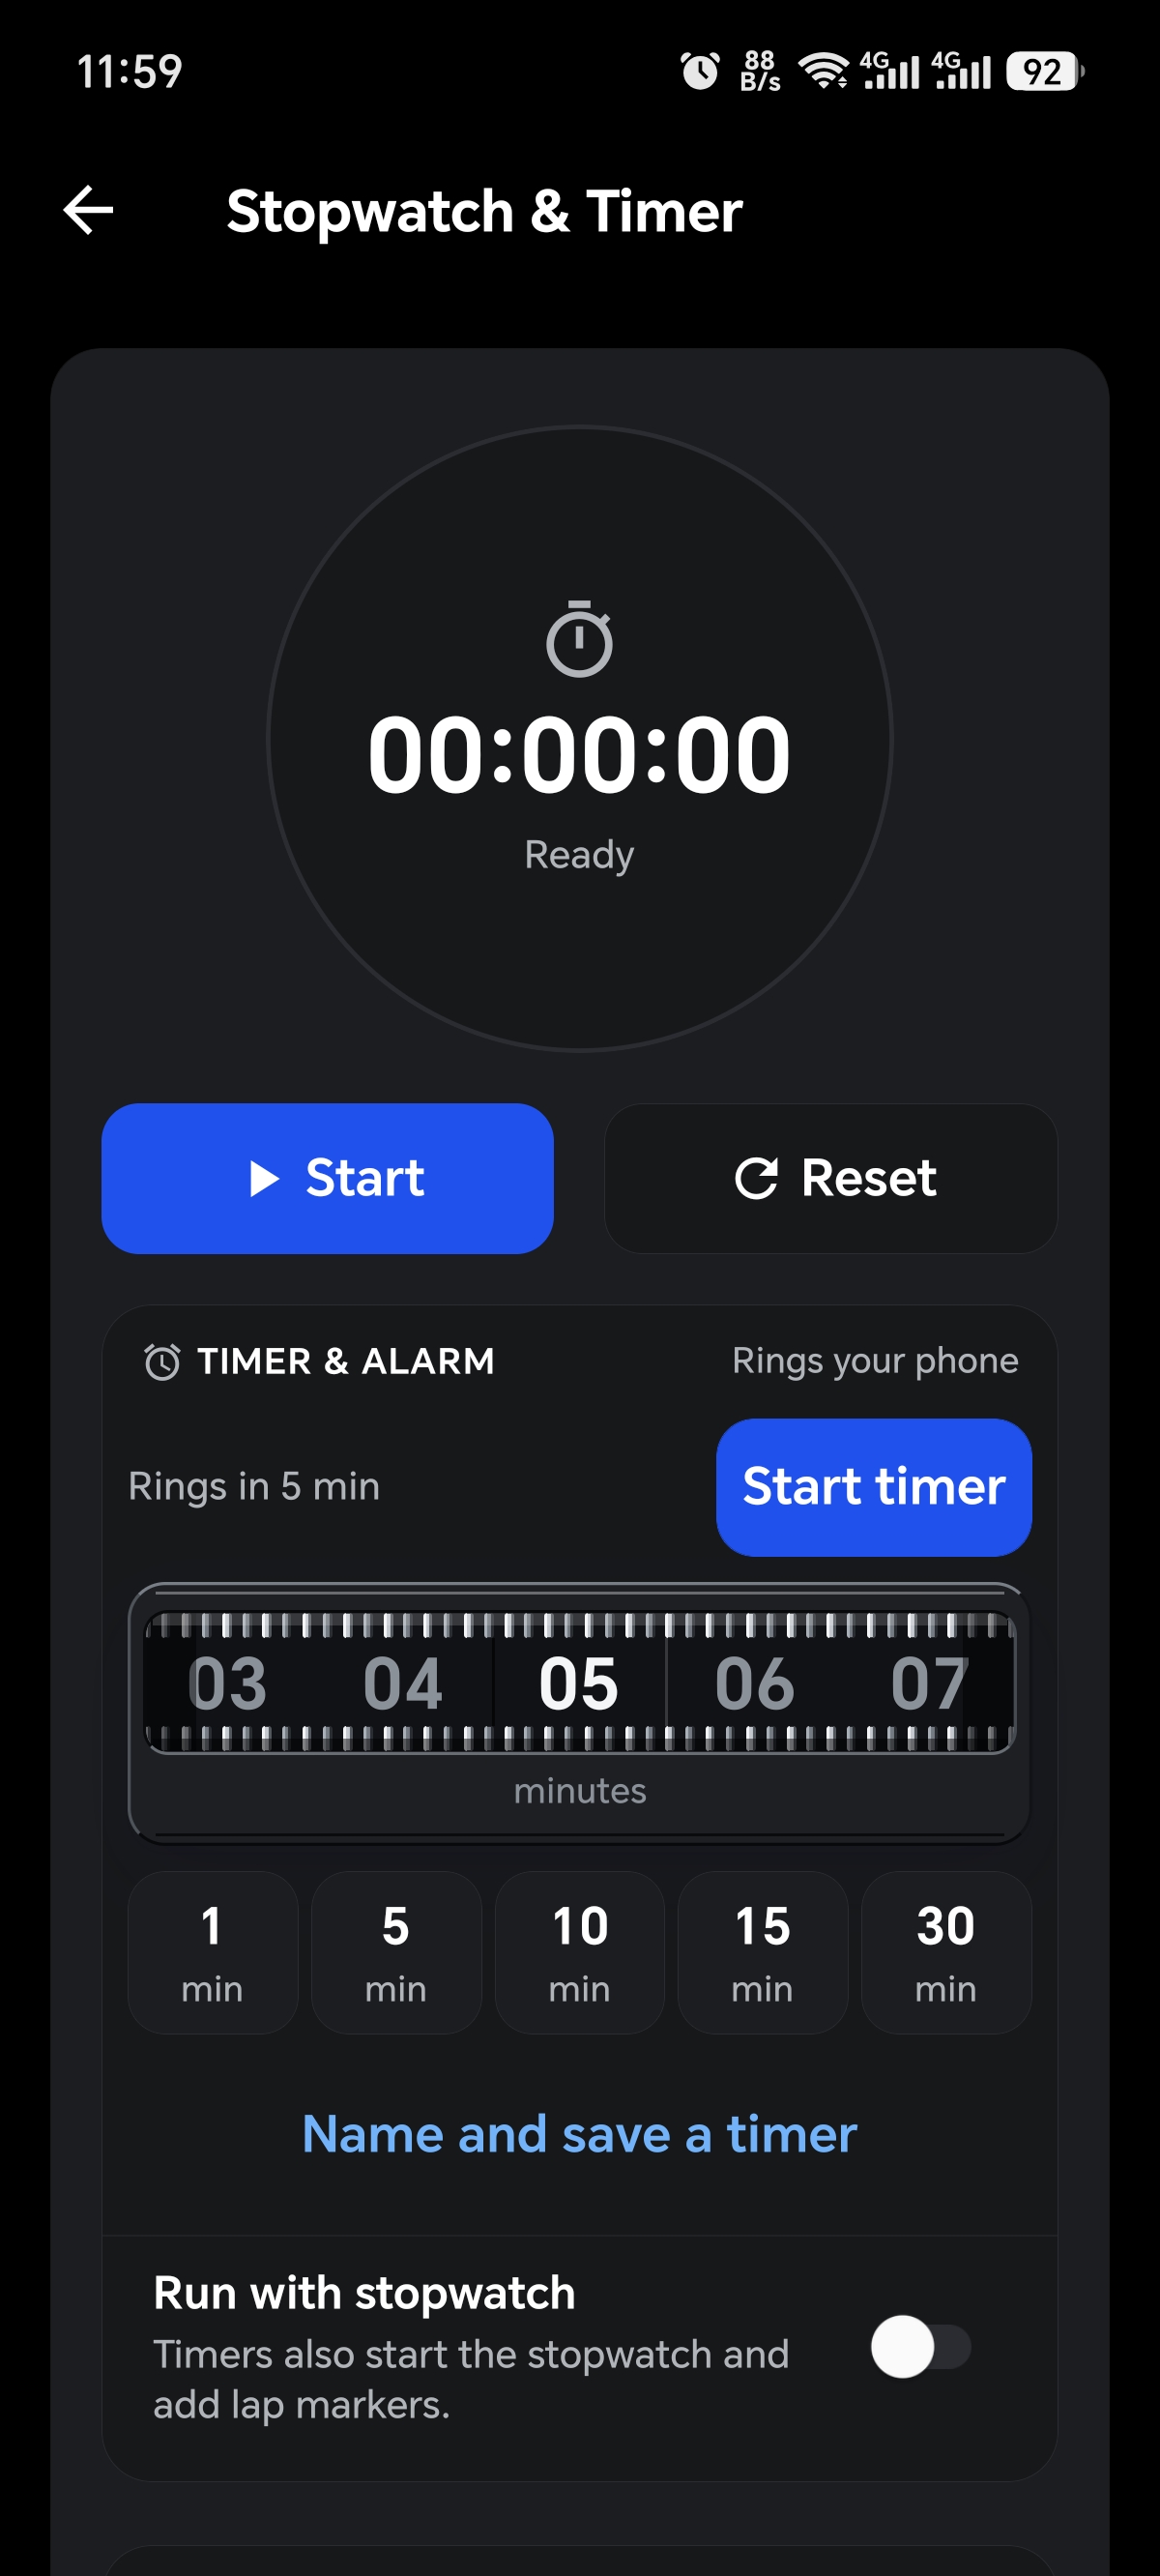 11:59
88
B/s
4G
4G
92
Stopwatch & Timer
00:00:00
Ready
Start
Reset
TIMER & ALARM
Rings your phone
Rings in 5 min
Start timer
03 04 05 06 07
minutes
1 5 10 15 30
min min min min min
Name and save a timer
Run with stopwatch
Timers also start the stopwatch and
add lap markers.